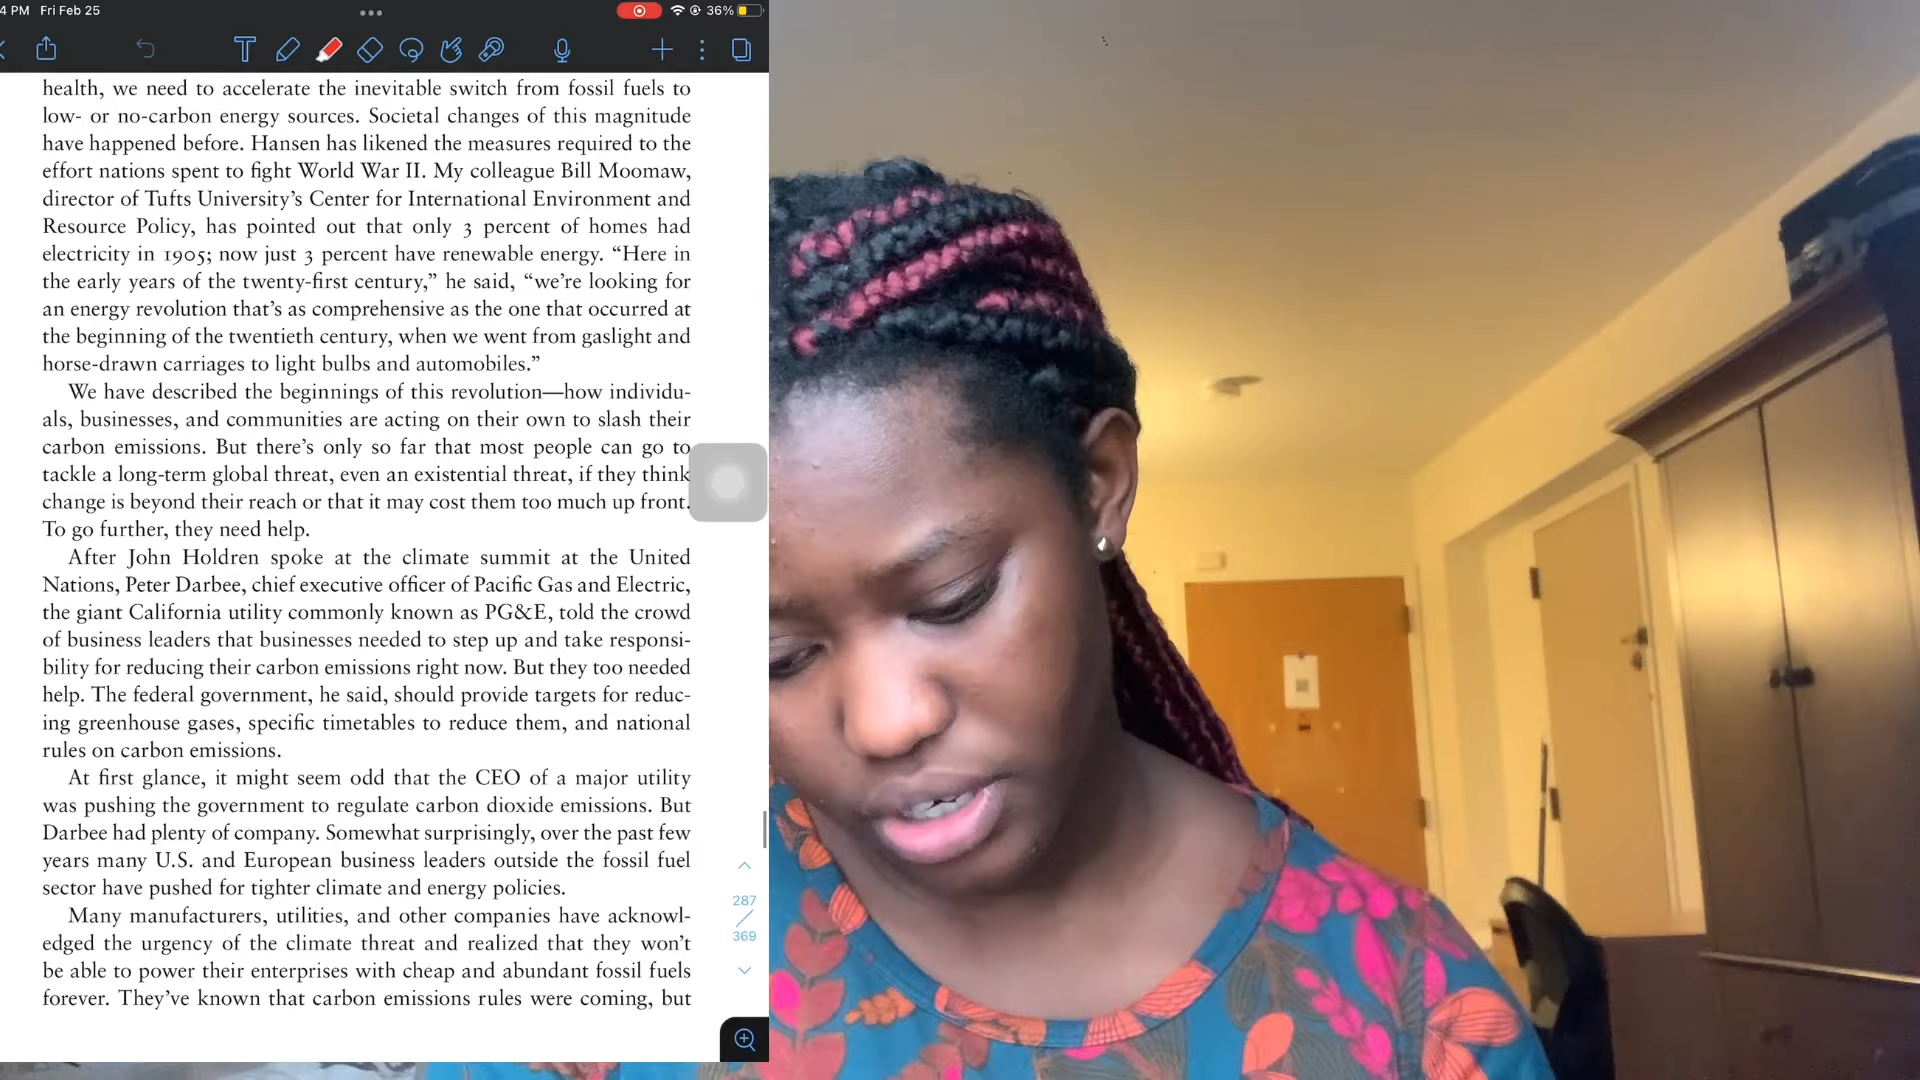 4 PM Fri Feb 25
36%
T
health, we need to accelerate the inevitable switch from fossil fuels to
low- or no-carbon energy sources. Societal changes of this magnitude
have happened before. Hansen has likened the measures required to the
effort nations spent to fight World War II. My colleague Bill Moomaw,
director of Tufts University’s Center for International Environment and
Resource Policy, has pointed out that only 3 percent of homes had
electricity in 1905; now just 3 percent have renewable energy. “Here in
the early years of the twenty-first century,” he said, “we’re looking for
an energy revolution that’s as comprehensive as the one that occurred at
the beginning of the twentieth century, when we went from gaslight and
horse-drawn carriages to light bulbs and automobiles.”
We have described the beginnings of this revolution—how individu-
als, businesses, and communities are acting on their own to slash their
carbon emissions. But there’s only so far that most people can go to
tackle a long-term global threat, even an existential threat, if they think
change is beyond their reach or that it may cost them too much up front.
To go further, they need help.
After John Holdren spoke at the climate summit at the United
Nations, Peter Darbee, chief executive officer of Pacific Gas and Electric,
the giant California utility commonly known as PG&E, told the crowd
of business leaders that businesses needed to step up and take responsi-
bility for reducing their carbon emissions right now. But they too needed
help. The federal government, he said, should provide targets for reduc-
ing greenhouse gases, specific timetables to reduce them, and national
rules on carbon emissions.
At first glance, it might seem odd that the CEO of a major utility
was pushing the government to regulate carbon dioxide emissions. But
Darbee had plenty of company. Somewhat surprisingly, over the past few
years many U.S. and European business leaders outside the fossil fuel
sector have pushed for tighter climate and energy policies.
Many manufacturers, utilities, and other companies have acknowl-
edged the urgency of the climate threat and realized that they won’t
be able to power their enterprises with cheap and abundant fossil fuels
forever. They’ve known that carbon emissions rules were coming, but
287
369